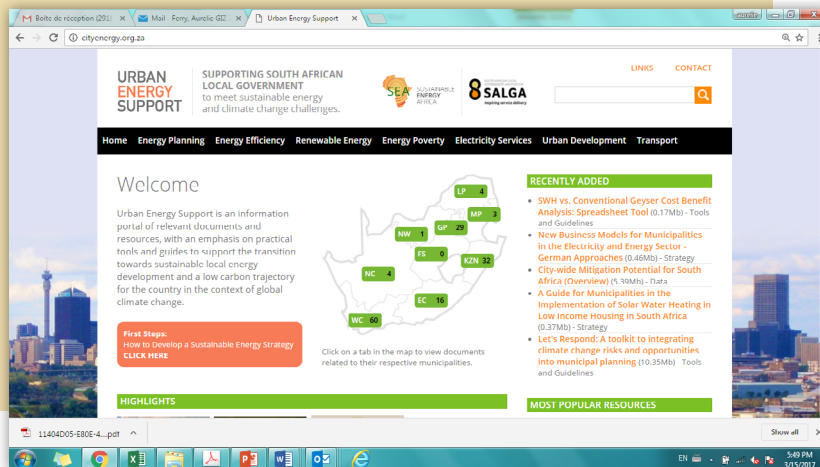 Boîte de réception (291)
Mail - Ferry, Aurelie GIZ
Urban Energy Support
aurelie
cityenergy.org.za
LINKS CONTACT
URBAN
ENERGY
SUPPORT
SUPPORTING SOUTH AFRICAN
LOCAL GOVERNMENT
to meet sustainable energy
and climate change challenges.
SEA
SUSTAINABLE
ENERGY
AFRICA
SALGA
Inspiring service delivery
Home Energy Planning Energy Efficiency Renewable Energy Energy Poverty Electricity Services Urban Development Transport
Welcome
Urban Energy Support is an information
portal of relevant documents and
resources, with an emphasis on practical
tools and guides to support the transition
towards sustainable local energy
development and a low carbon trajectory
for the country in the context of global
climate change.
First Steps:
How to Develop a Sustainable Energy Strategy
CLICK HERE
LP 4
MP 3
GP 29
NW 1
FS 0
KZN 32
NC 4
EC 16
WC 60
Click on a tab in the map to view documents
related to their respective municipalities.
RECENTLY ADDED
SWH vs. Conventional Geyser Cost Benefit
Analysis: Spreadsheet Tool (0.17Mb) - Tools
and Guidelines
New Business Models for Municipalities
in the Electricity and Energy Sector -
German Approaches (0.46Mb) - Strategy
City-wide Mitigation Potential for South
Africa (Overview) (5.39Mb) - Data
A Guide for Municipalities in the
Implementation of Solar Water Heating in
Low Income Housing in South Africa
(0.37Mb) - Strategy
Let's Respond: A toolkit to integrating
climate change risks and opportunities
into municipal planning (10.35Mb) Tools
and Guidelines
HIGHLIGHTS
MOST POPULAR RESOURCES
11404D05-E80E-4....pdf
Show all
EN
5:49 PM
3/15/2017